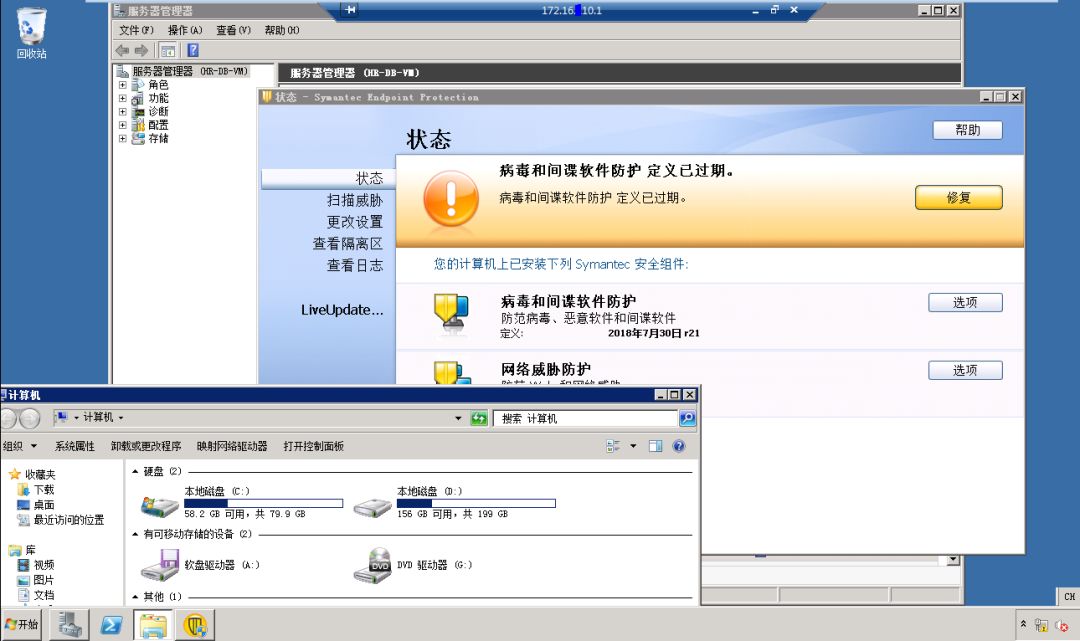 回收站
服务器管理器
172.16. 10.1
文件(F) 操作(A) 查看(V) 帮助(H)
服务器管理器 (HR-DB-VM)
角色
功能
诊断
配置
存储
服务器管理器 (HR-DB-VM)
状态 - Symantec Endpoint Protection
状态
帮助
状态
扫描威胁
更改设置
查看隔离区
查看日志
LiveUpdate...
病毒和间谍软件防护 定义已过期。
病毒和间谍软件防护 定义已过期。
修复
您的计算机上已安装下列 Symantec 安全组件:
病毒和间谍软件防护
防范病毒、恶意软件和间谍软件
定义: 2018年7月30日 r21
选项
网络威胁防护
选项
计算机
计算机
搜索 计算机
组织 系统属性 卸载或更改程序 映射网络驱动器 打开控制面板
收藏夹
下载
桌面
最近访问的位置
库
视频
图片
文档
硬盘 (2)
本地磁盘 (C:)
58.2 GB 可用，共 79.9 GB
本地磁盘 (D:)
156 GB 可用，共 199 GB
有可移动存储的设备 (2)
软盘驱动器 (A:)
DVD
DVD 驱动器 (G:)
其他 (1)
CH
开始